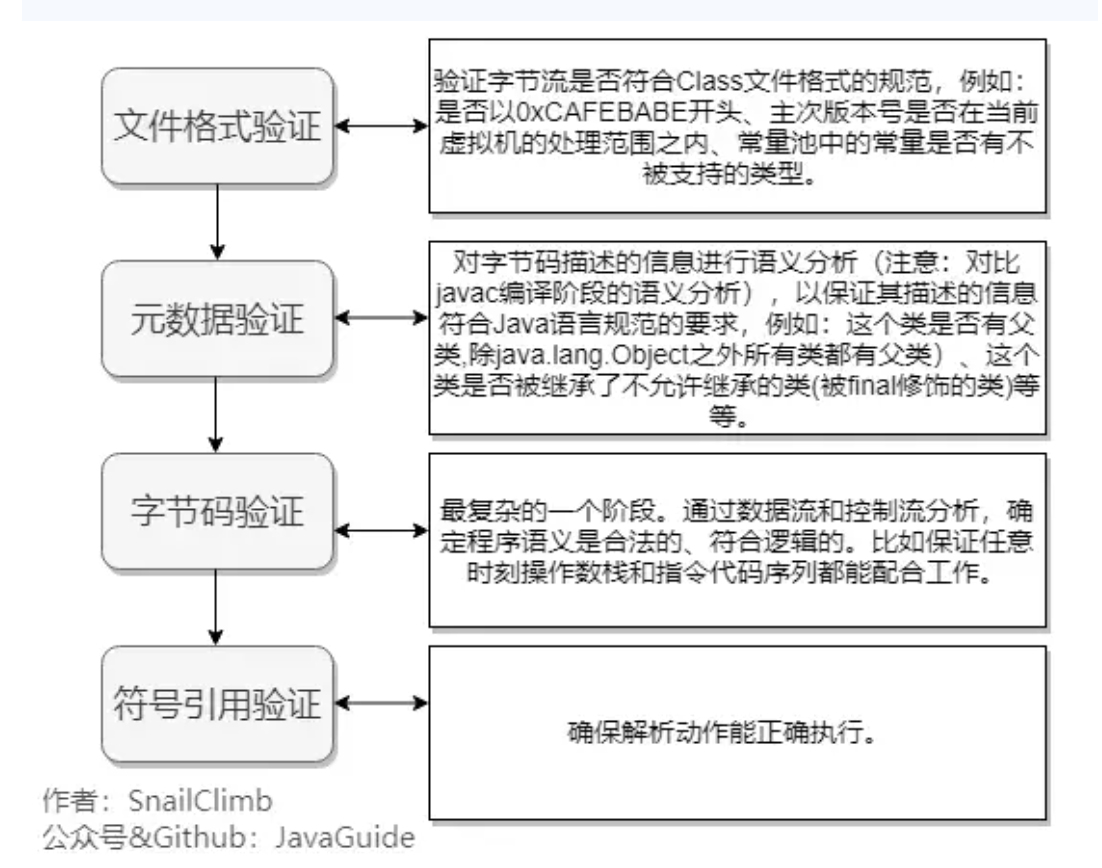 文件格式验证
验证字节流是否符合Class文件格式的规范，例如：
是否以0xCAFEBABE开头、主次版本号是否在当前
虚拟机的处理范围之内、常量池中的常量是否有不
被支持的类型。
元数据验证
对字节码描述的信息进行语义分析（注意：对比
javac编译阶段的语义分析），以保证其描述的信息
符合Java语言规范的要求，例如：这个类是否有父
类,除java.lang.Object之外所有类都有父类）、这个
类是否被继承了不允许继承的类(被final修饰的类)等
等。
字节码验证
最复杂的一个阶段。通过数据流和控制流分析，确
定程序语义是合法的、符合逻辑的。比如保证任意
时刻操作数栈和指令代码序列都能配合工作。
符号引用验证
确保解析动作能正确执行。
作者：SnailClimb
公众号&Github：JavaGuide